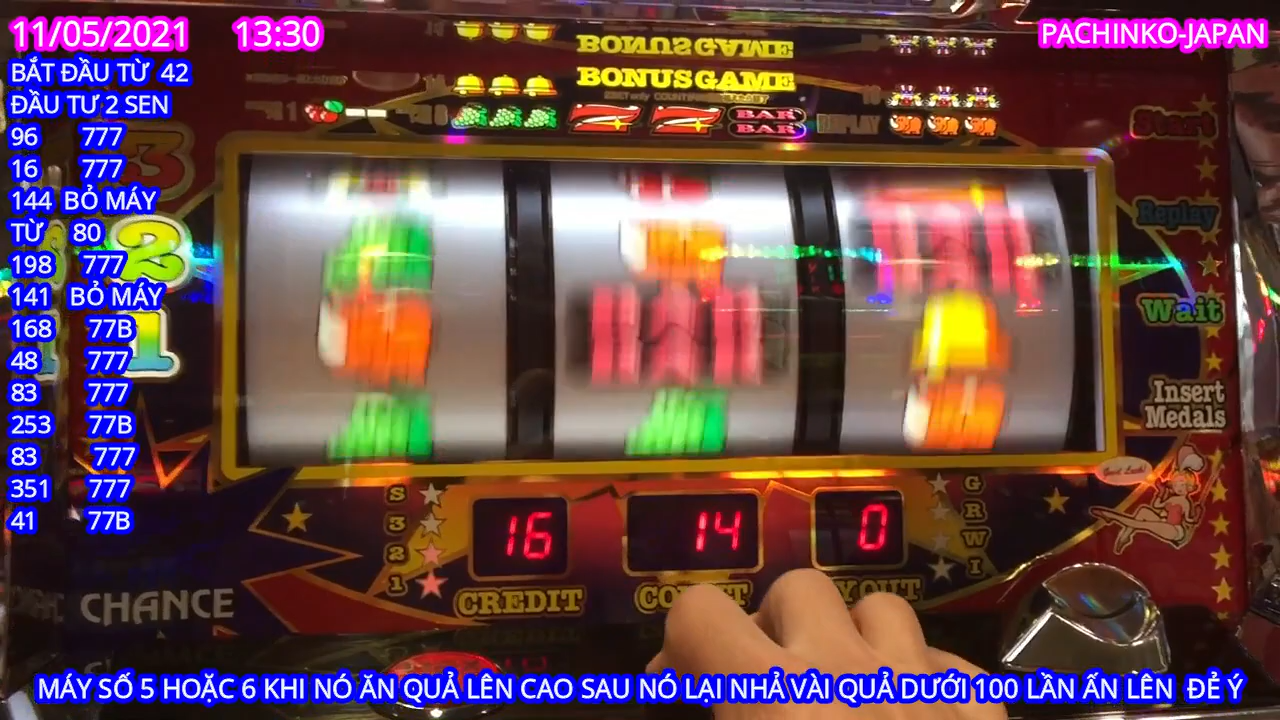 11/05/2021 13:30
PACHINKO-JAPAN
BẮT ĐẦU TỪ 42
ĐẦU TƯ 2 SEN
96 777
16 777
144 BỎ MÁY
TỪ 80
198 777
141 BỎ MÁY
168 77B
48 777
83 777
253 77B
83 777
351 777
41 77B
BONUS GAME
BONUS GAME
BAR
BAR
3
2
1
Start
Replay
Wait
Insert
Medals
S
3
2
1
G
R
W
I
16
14
0
CREDIT
CHANCE
MÁY SỐ 5 HOẶC 6 KHI NÓ ĂN QUẢ LÊN CAO SAU NÓ LẠI NHẢ VÀI QUẢ DƯỚI 100 LẦN ẤN LÊN ĐẺ Ý